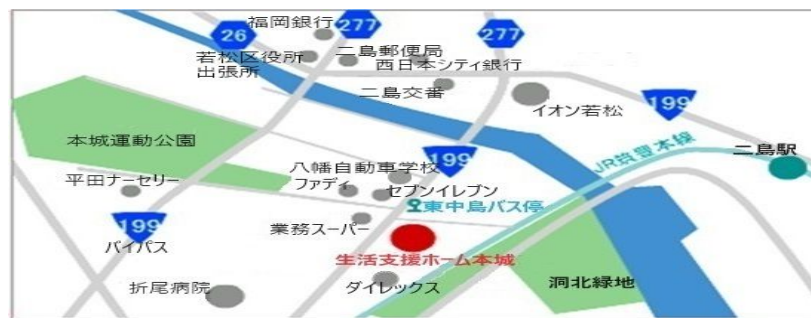 福岡銀行
277
277
26
若松区役所
出張所
二島郵便局
西日本シティ銀行
二島交番
イオン若松
199
本城運動公園
JR筑豊本線
二島駅
八幡自動車学校
199
平田ナーセリー
ファディ
セブンイレブン
東中島バス停
199
バイパス
業務スーパー
生活支援ホーム本城
折尾病院
ダイレックス
洞北緑地